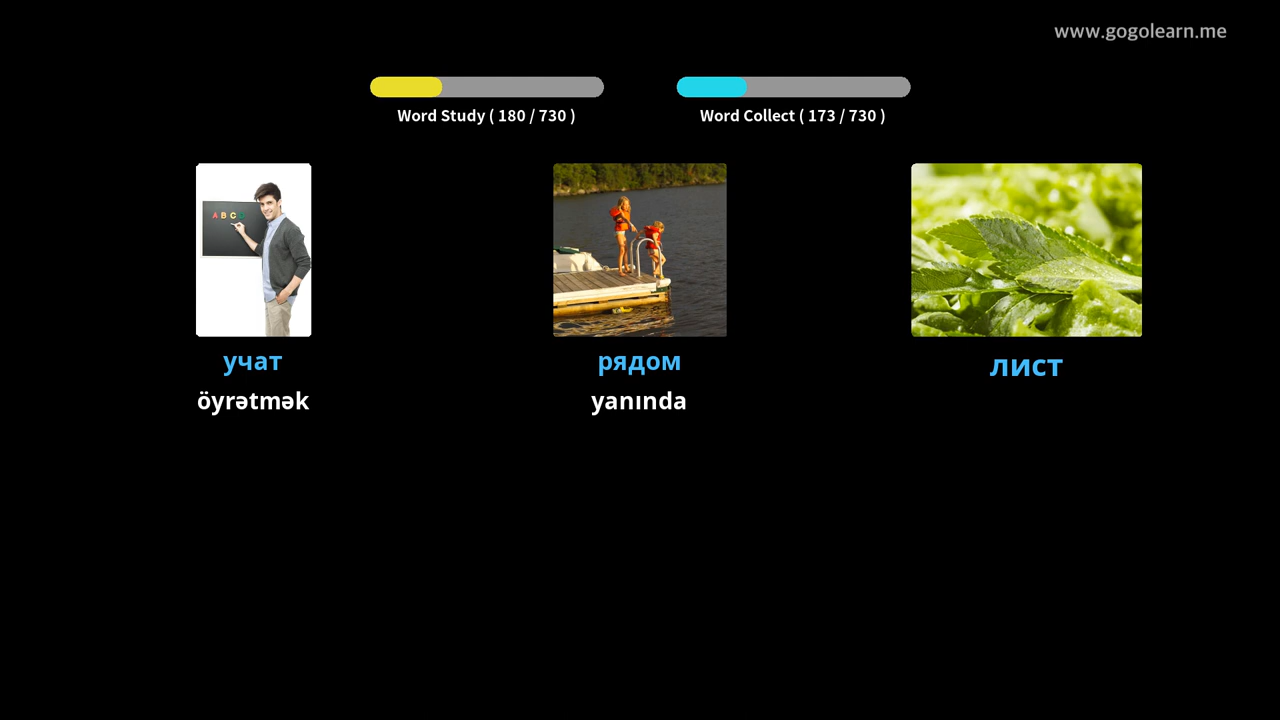 www.gogolearn.me
Word Study ( 180 / 730 )
Word Collect ( 173 / 730 )
A B C D
учат
рядом
лист
öyrətmək
yanında